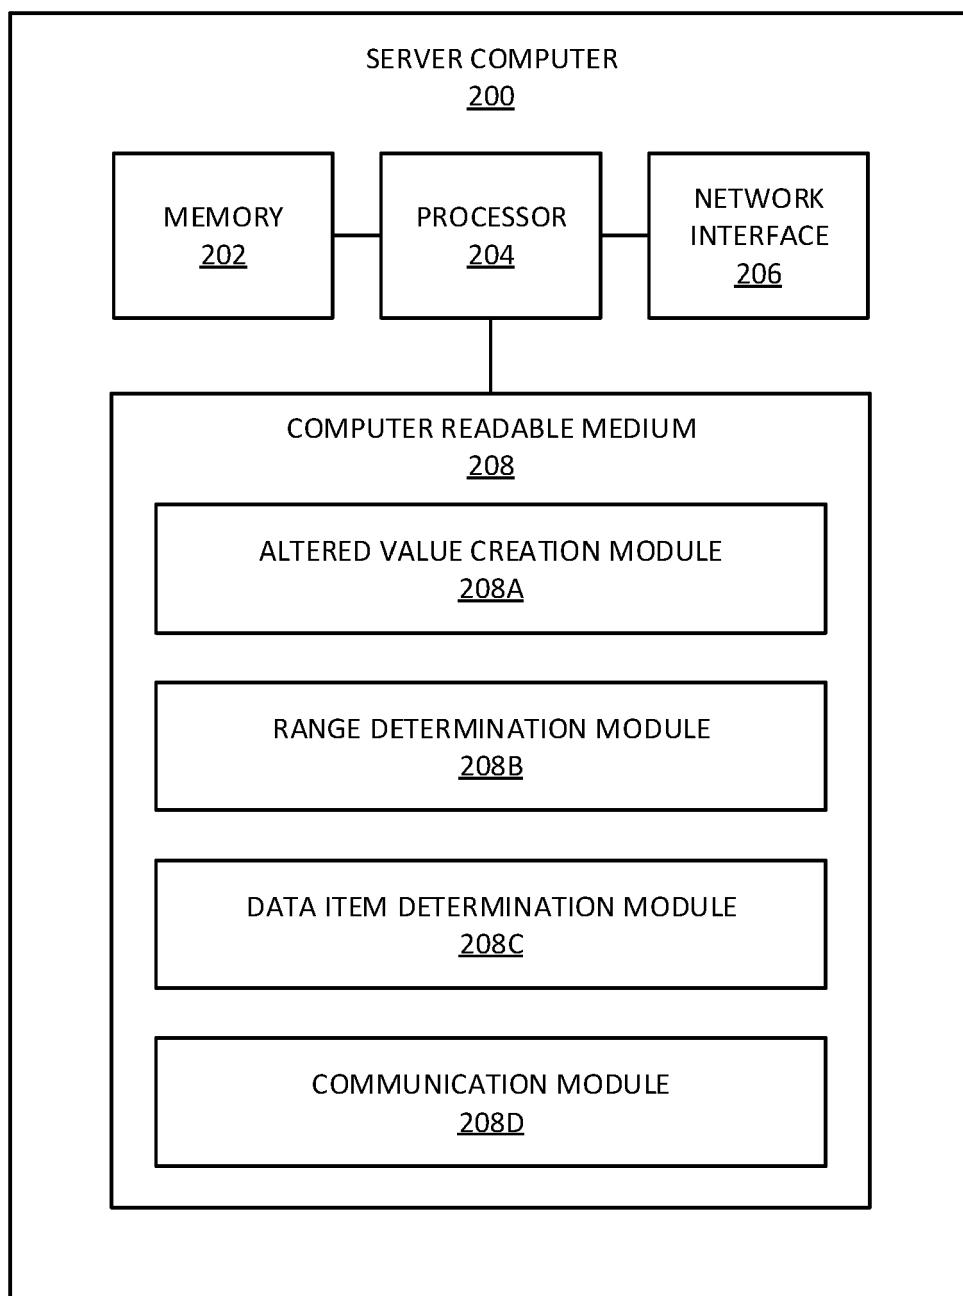 SERVER COMPUTER
200
MEMORY
202
PROCESSOR
204
NETWORK
INTERFACE
206
COMPUTER READABLE MEDIUM
208
ALTERED VALUE CREATION MODULE
208A
RANGE DETERMINATION MODULE
208B
DATA ITEM DETERMINATION MODULE
208C
COMMUNICATION MODULE
208D